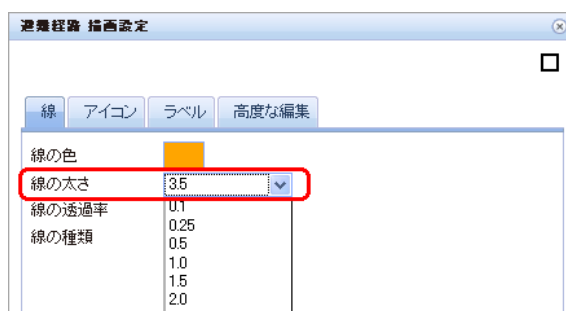 避難経路 描画設定
線 アイコン ラベル 高度な編集
線の色
線の太さ 3.5
線の透過率 0.1
0.25
線の種類 0.5
1.0
1.5
2.0